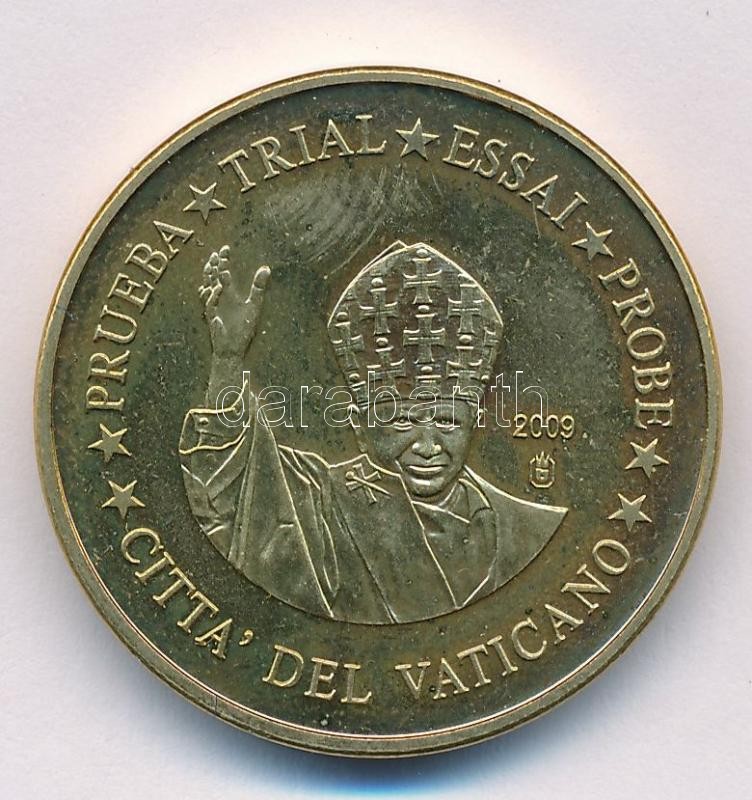 PRUEBA ★ TRIAL ★ ESSAI ★ PROBE
★ CITTA' DEL VATICANO ★
2009
darabanth